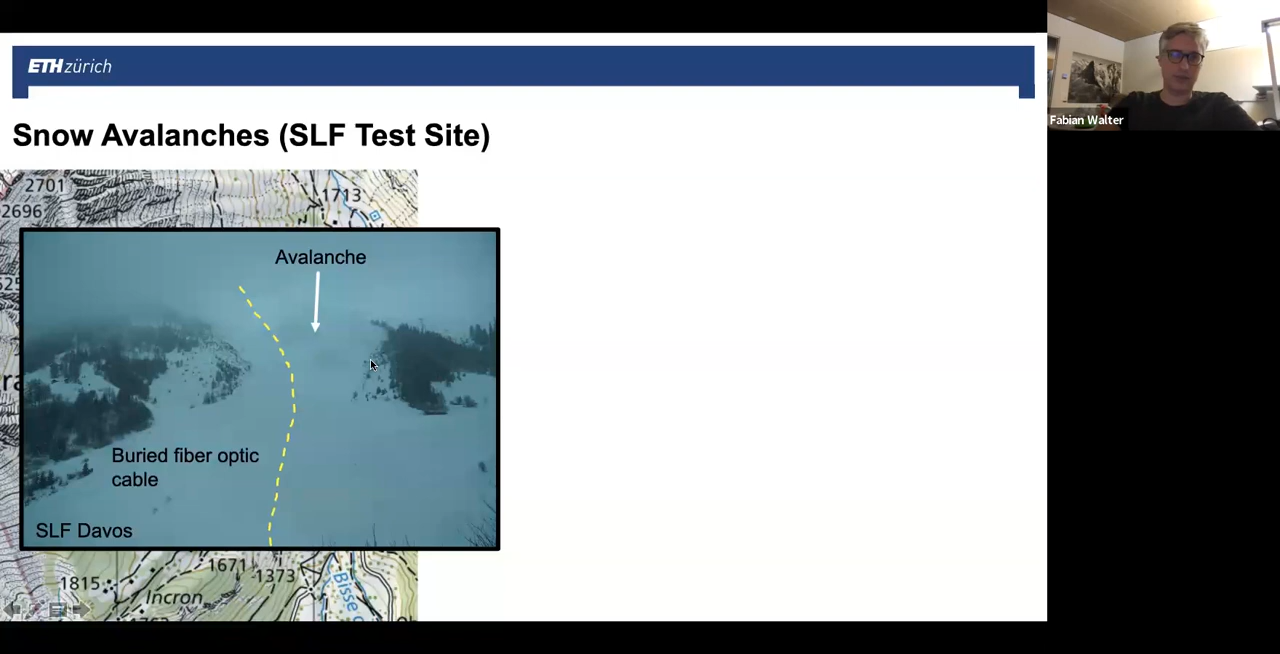 ETH zürich
Fabian Walter
Snow Avalanches (SLF Test Site)
2701
1713
2696
Avalanche
Buried fiber optic
cable
SLF Davos
1671
1373
1815
Incron
Bisse